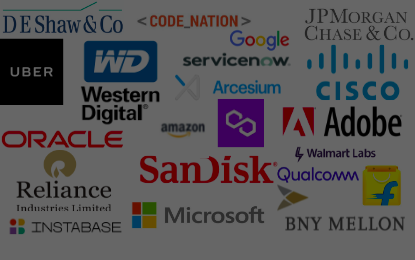 DE Shaw & Co
< CODE_NATION >
JPMORGAN
CHASE & CO.
Google
UBER
WD
servicenow
Western
Digital®
Arcesium
CISCO
amazon
Adobe
ORACLE
Walmart Labs
SanDisk®
Qualcomm
Reliance
Industries Limited
Microsoft
INSTABASE
BNY MELLON